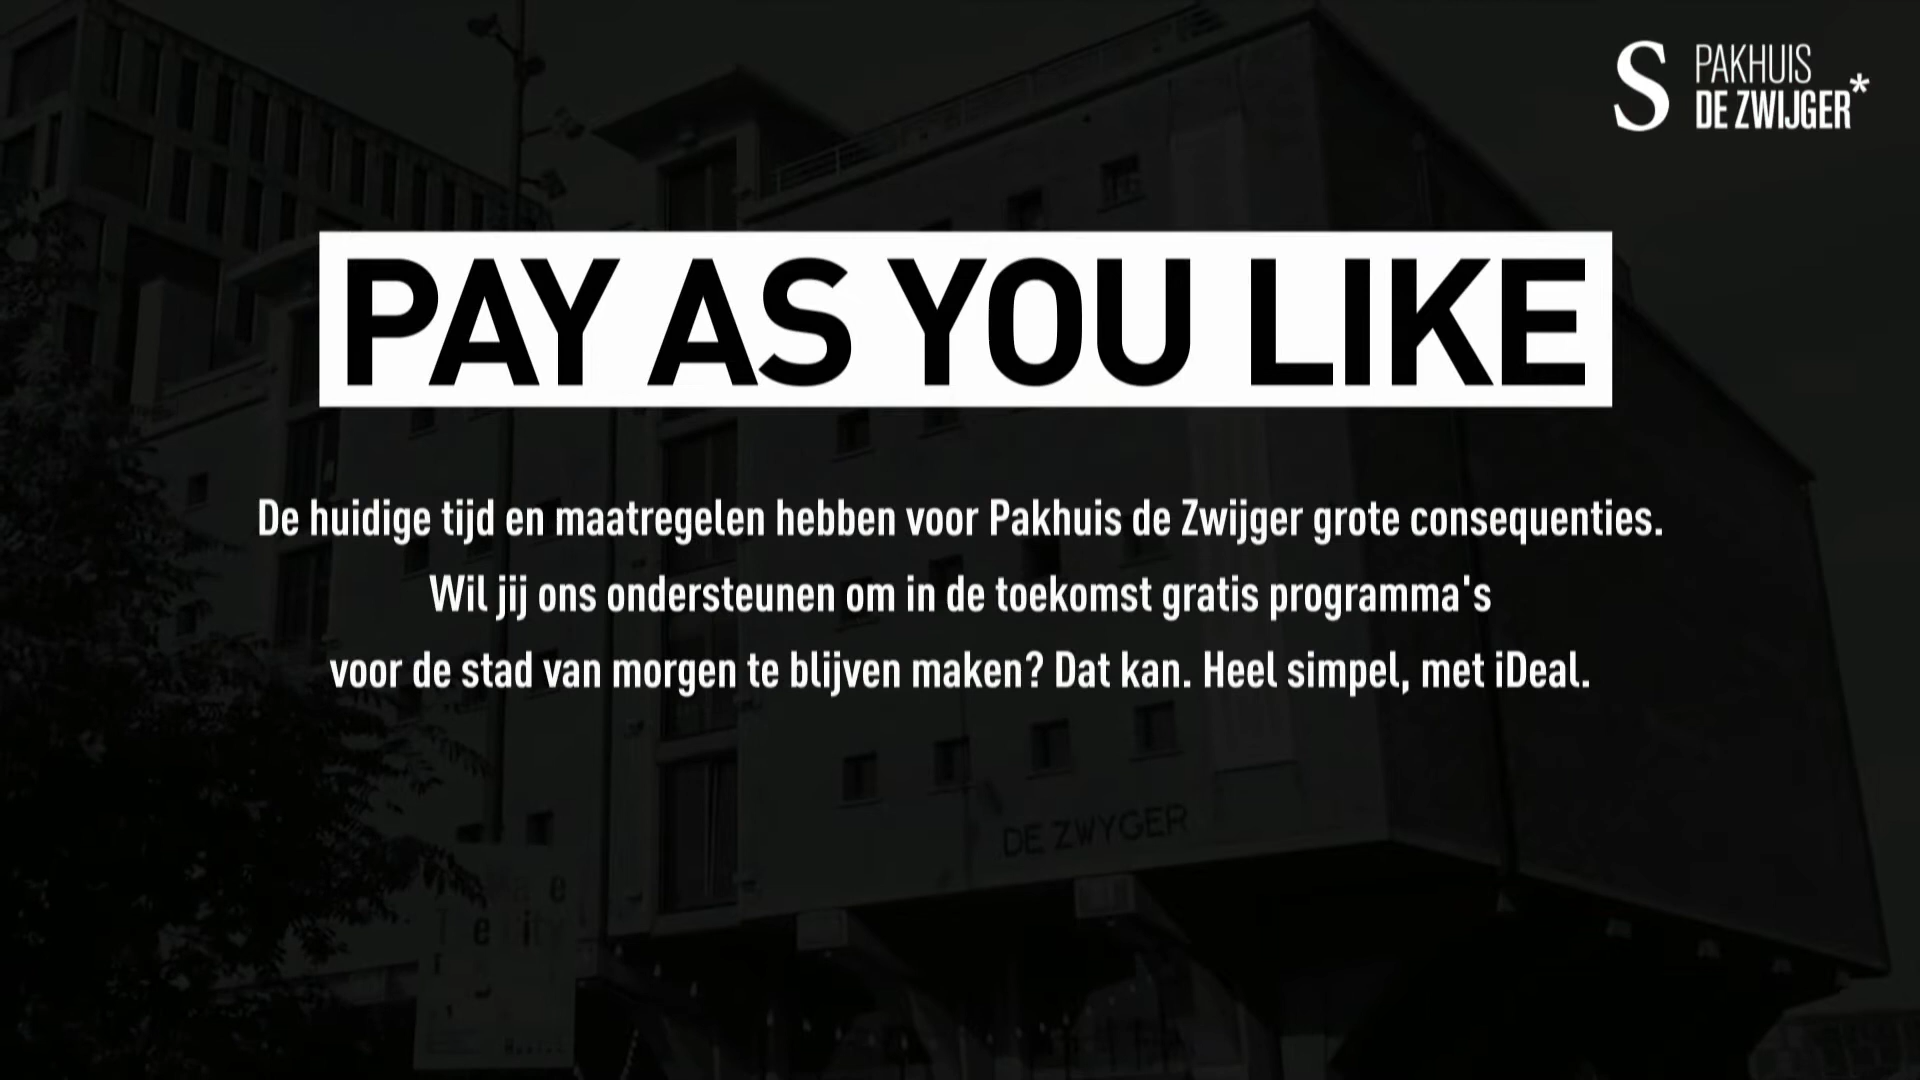 S PAKHUIS
DE ZWIJGER*
PAY AS YOU LIKE
De huidige tijd en maatregelen hebben voor Pakhuis de Zwijger grote consequenties.
Wil jij ons ondersteunen om in de toekomst gratis programma's
voor de stad van morgen te blijven maken? Dat kan. Heel simpel, met iDeal.
DE ZWYGER